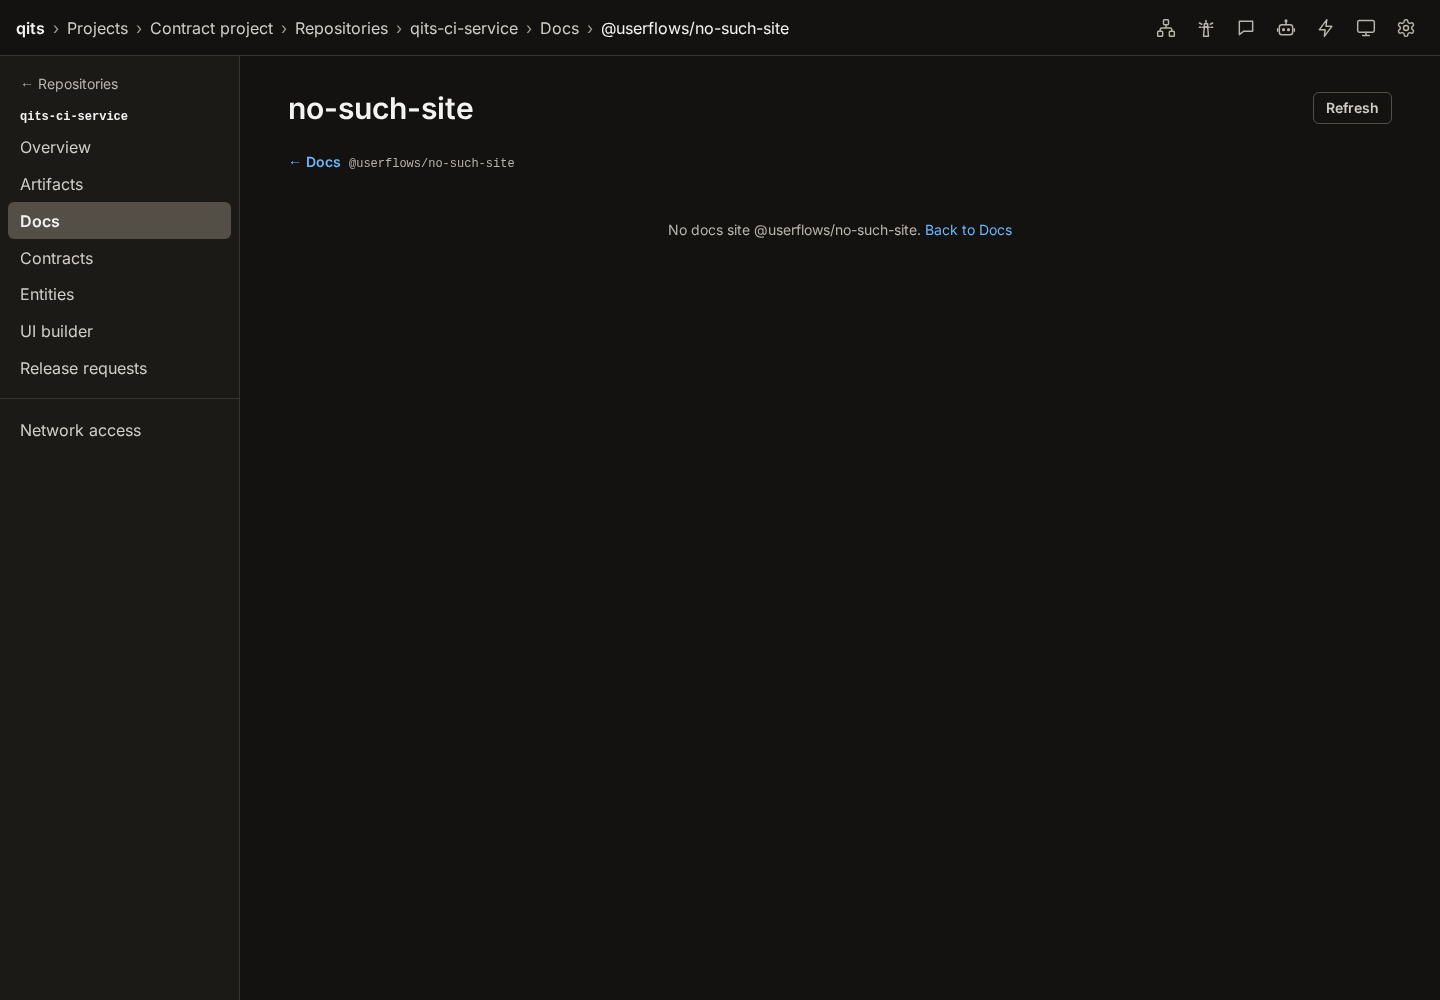 qits › Projects › Contract project › Repositories › qits-ci-service › Docs › @userflows/no-such-site
← Repositories
qits-ci-service
Overview
Artifacts
Docs
Contracts
Entities
UI builder
Release requests
Network access
no-such-site
Refresh
← Docs @userflows/no-such-site
No docs site @userflows/no-such-site. Back to Docs